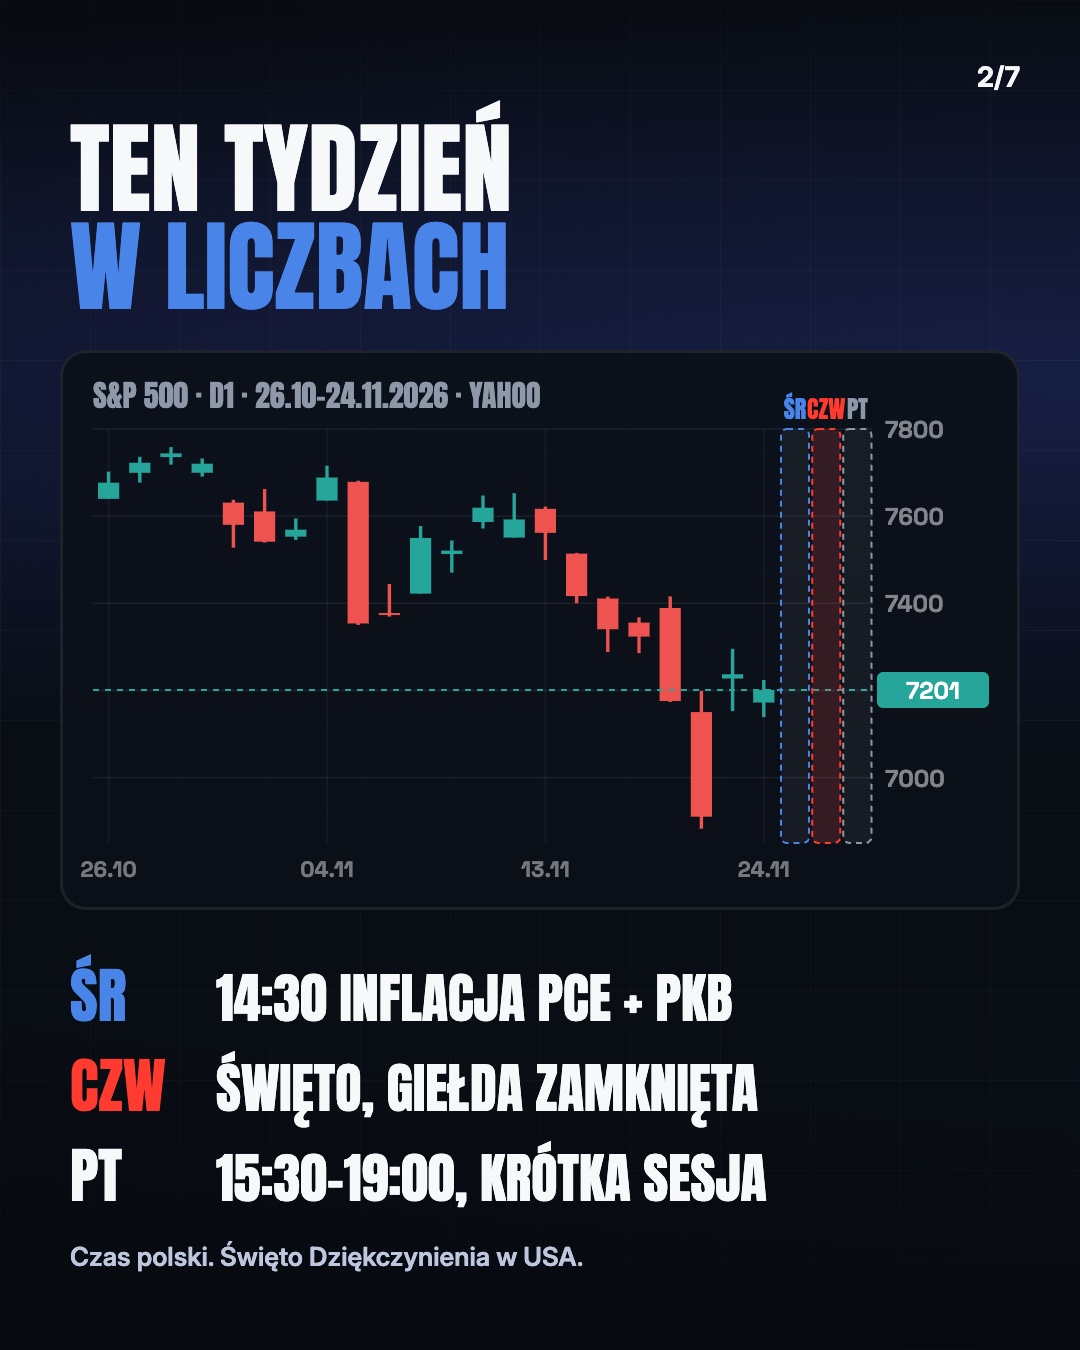 2/7
TEN TYDZIEŃ
W LICZBACH
S&P 500 · D1 · 26.10-24.11.2026 · YAHOO
ŚR CZW PT
7800
7600
7400
7201
7000
26.10 04.11 13.11 24.11
ŚR 14:30 INFLACJA PCE + PKB
CZW ŚWIĘTO, GIEŁDA ZAMKNIĘTA
PT 15:30-19:00, KRÓTKA SESJA
Czas polski. Święto Dziękczynienia w USA.